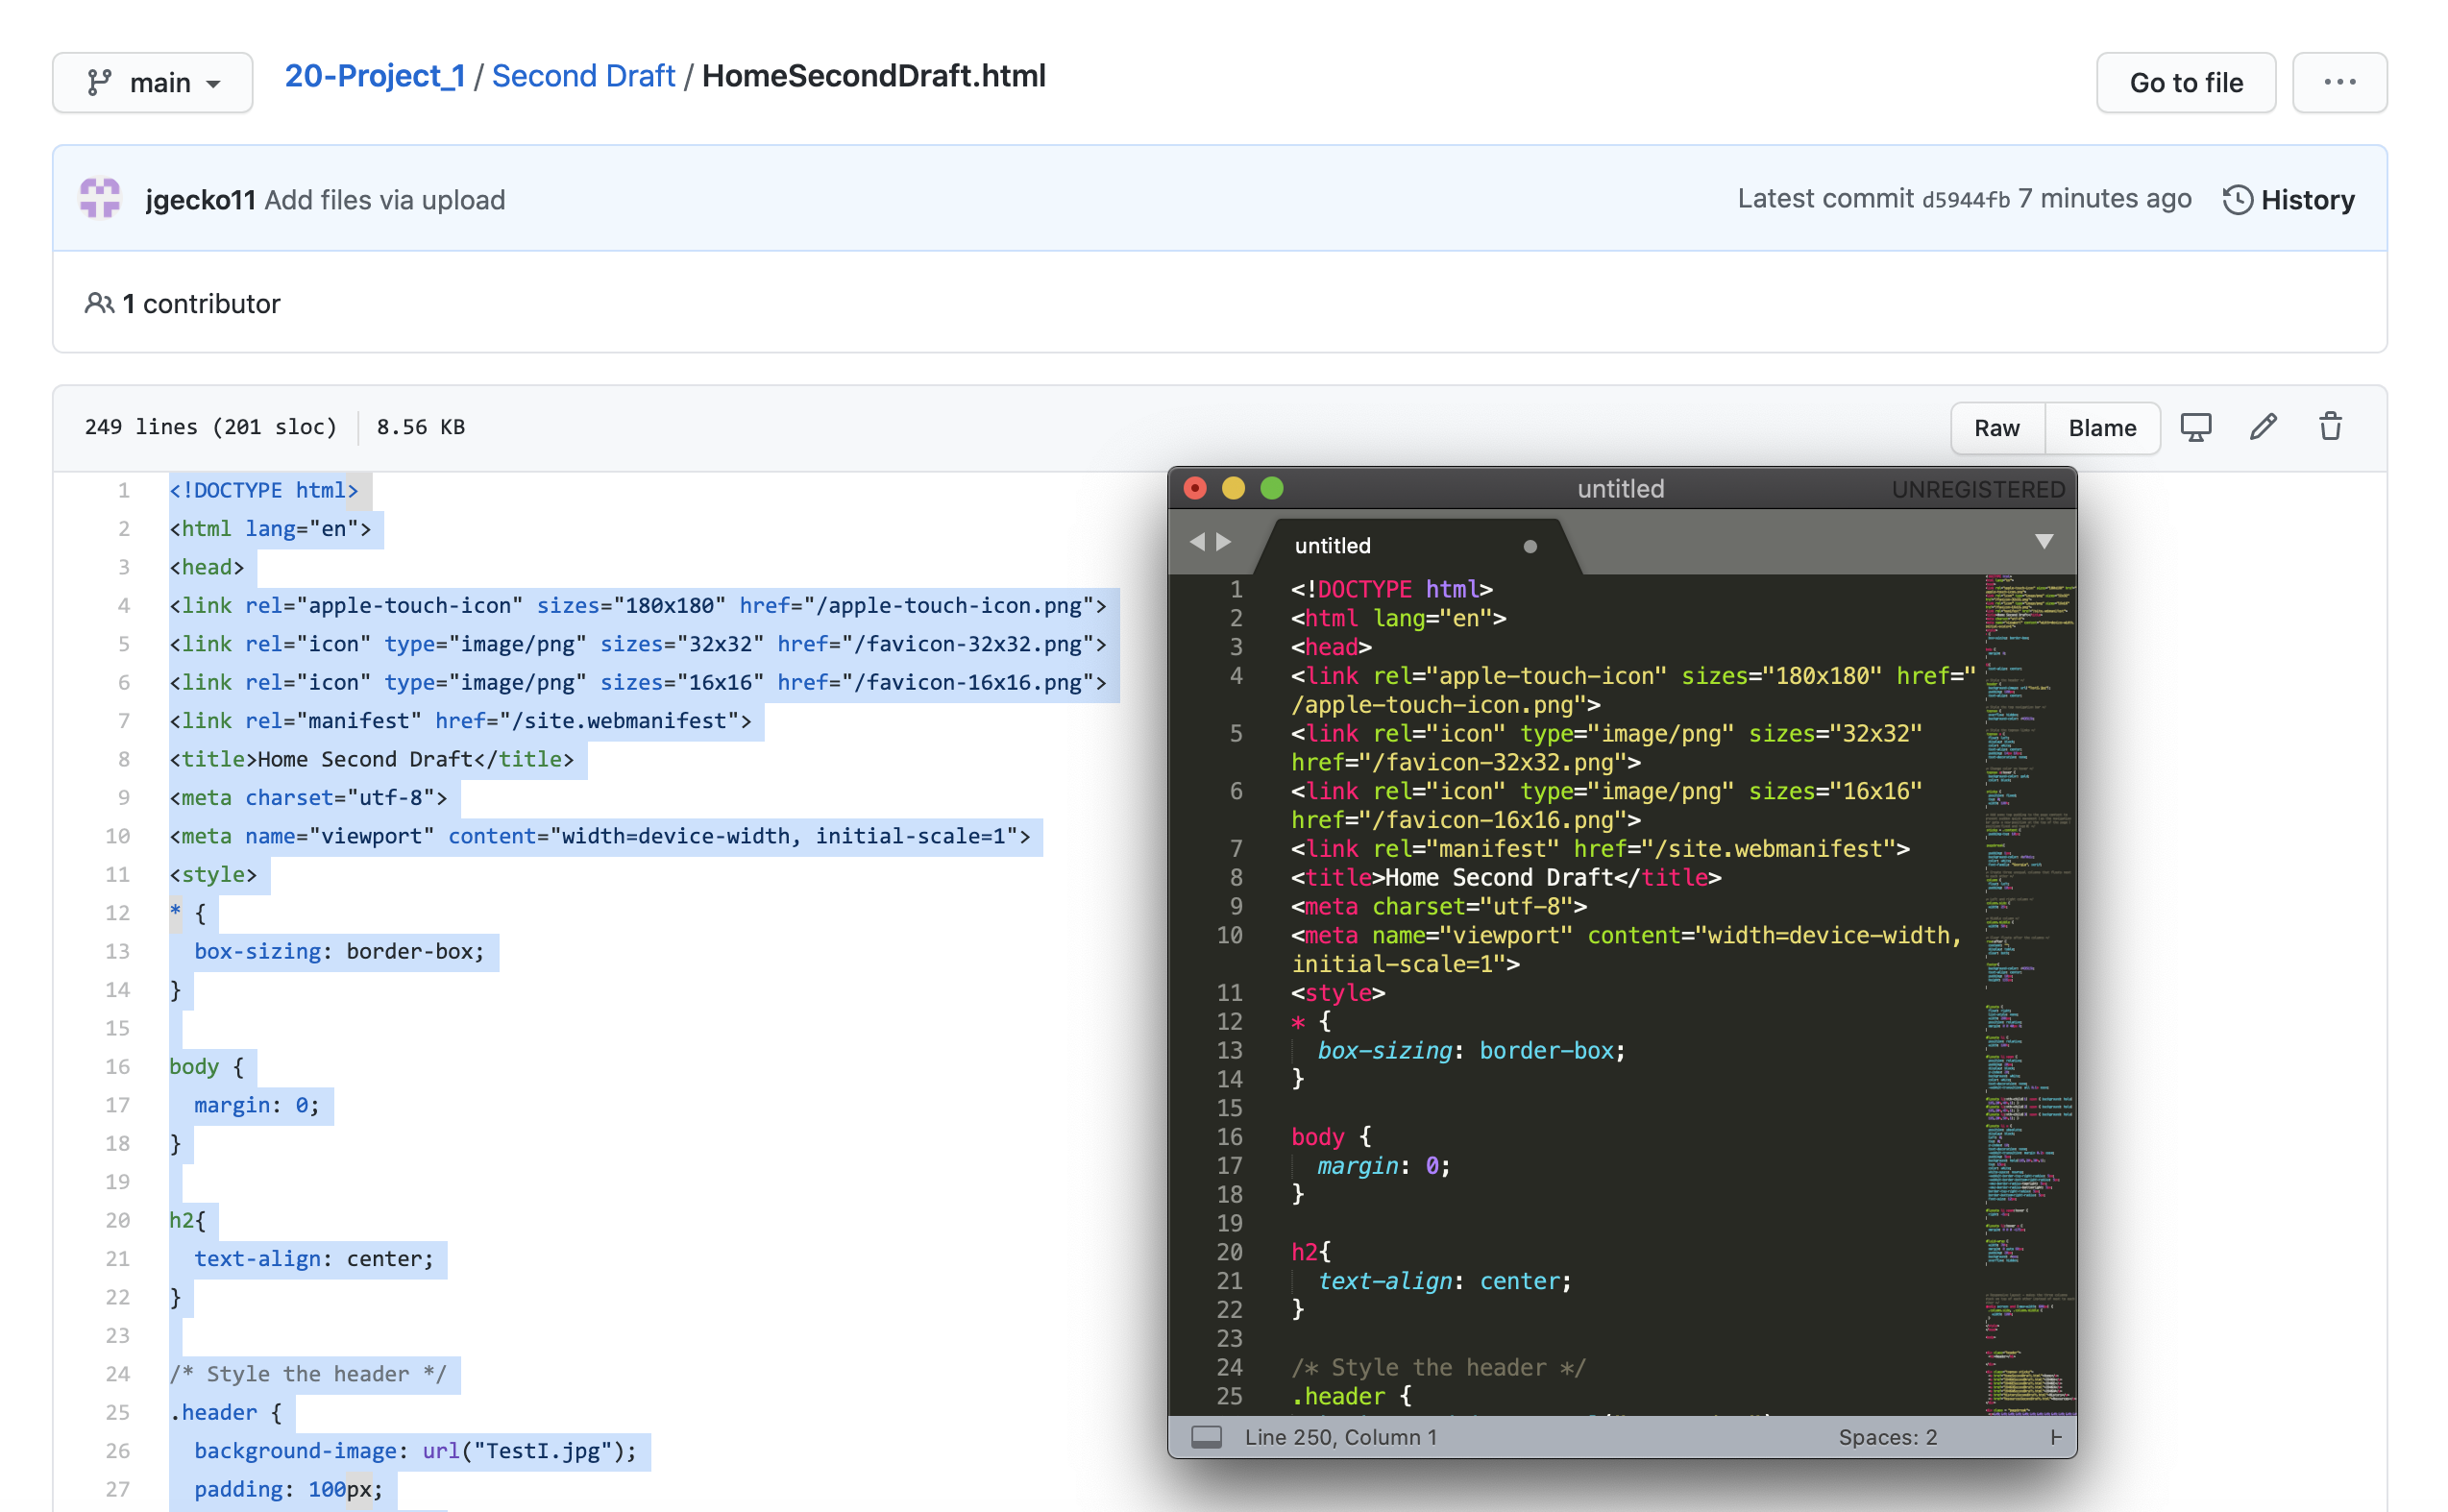 main
20-Project_1 / Second Draft / HomeSecondDraft.html
Go to file
...
jgecko11 Add files via upload
Latest commit d5944fb 7 minutes ago
History
1 contributor
249 lines (201 sloc)
8.56 KB
Raw
Blame
1 <!DOCTYPE html>
2 <html lang="en">
3 <head>
4 <link rel="apple-touch-icon" sizes="180x180" href="/apple-touch-icon.png">
5 <link rel="icon" type="image/png" sizes="32x32" href="/favicon-32x32.png">
6 <link rel="icon" type="image/png" sizes="16x16" href="/favicon-16x16.png">
7 <link rel="manifest" href="/site.webmanifest">
8 <title>Home Second Draft</title>
9 <meta charset="utf-8">
10 <meta name="viewport" content="width=device-width, initial-scale=1">
11 <style>
12 * {
13 box-sizing: border-box;
14 }
15
16 body {
17 margin: 0;
18 }
19
20 h2{
21 text-align: center;
22 }
23
24 /* Style the header */
25 .header {
26 background-image: url("TestI.jpg");
27 padding: 100px;
untitled
UNREGISTERED
untitled
1 <!DOCTYPE html>
2 <html lang="en">
3 <head>
4 <link rel="apple-touch-icon" sizes="180x180" href="
/apple-touch-icon.png">
5 <link rel="icon" type="image/png" sizes="32x32"
href="/favicon-32x32.png">
6 <link rel="icon" type="image/png" sizes="16x16"
href="/favicon-16x16.png">
7 <link rel="manifest" href="/site.webmanifest">
8 <title>Home Second Draft</title>
9 <meta charset="utf-8">
10 <meta name="viewport" content="width=device-width,
initial-scale=1">
11 <style>
12 * {
13 box-sizing: border-box;
14 }
15
16 body {
17 margin: 0;
18 }
19
20 h2{
21 text-align: center;
22 }
23
24 /* Style the header */
25 .header {
Line 250, Column 1
Spaces: 2